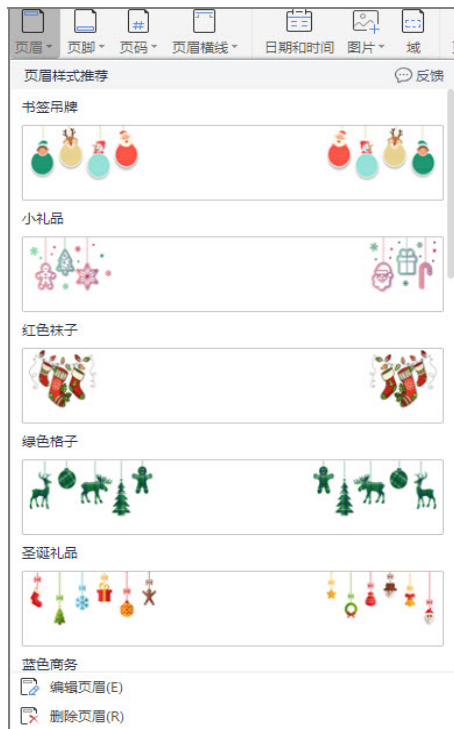 页眉 页脚 页码 页眉横线 日期和时间 图片 域
页眉样式推荐 反馈
书签吊牌
小礼品
红色袜子
绿色格子
圣诞礼品
蓝色商务
编辑页眉(E)
删除页眉(R)